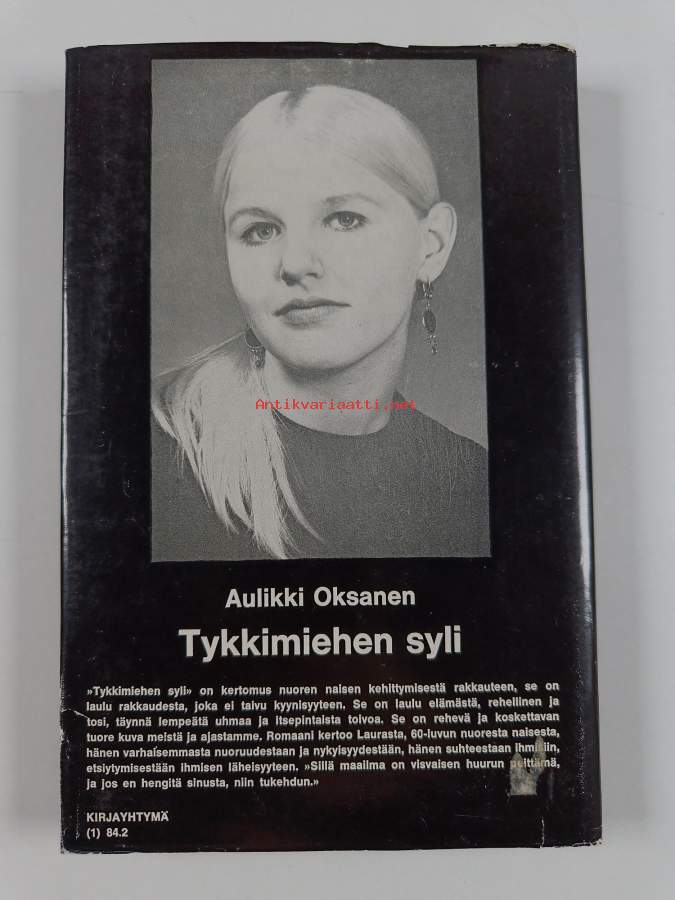 Antikvariaatti.net
Aulikki Oksanen
Tykkimiehen syli
»Tykkimiehen syli» on kertomus nuoren naisen kehittymisestä rakkauteen, se on
laulu rakkaudesta, joka ei taivu kyynisyyteen. Se on laulu elämästä, rehellinen ja
tosi, täynnä lempeätä uhmaa ja itsepintaista toivoa. Se on rehevä ja koskettavan
tuore kuva meistä ja ajastamme. Romaani kertoo Laurasta, 60-luvun nuoresta naisesta,
hänen varhaisemmasta nuoruudestaan ja nykyisyydestään, hänen suhteestaan ihmisiin,
etsiytymisestään ihmisen läheisyyteen. »Sillä maailma on visvaisen huurun peittämä,
ja jos en hengitä sinusta, niin tukehdun.»
KIRJAYHTYMÄ
(1) 84.2